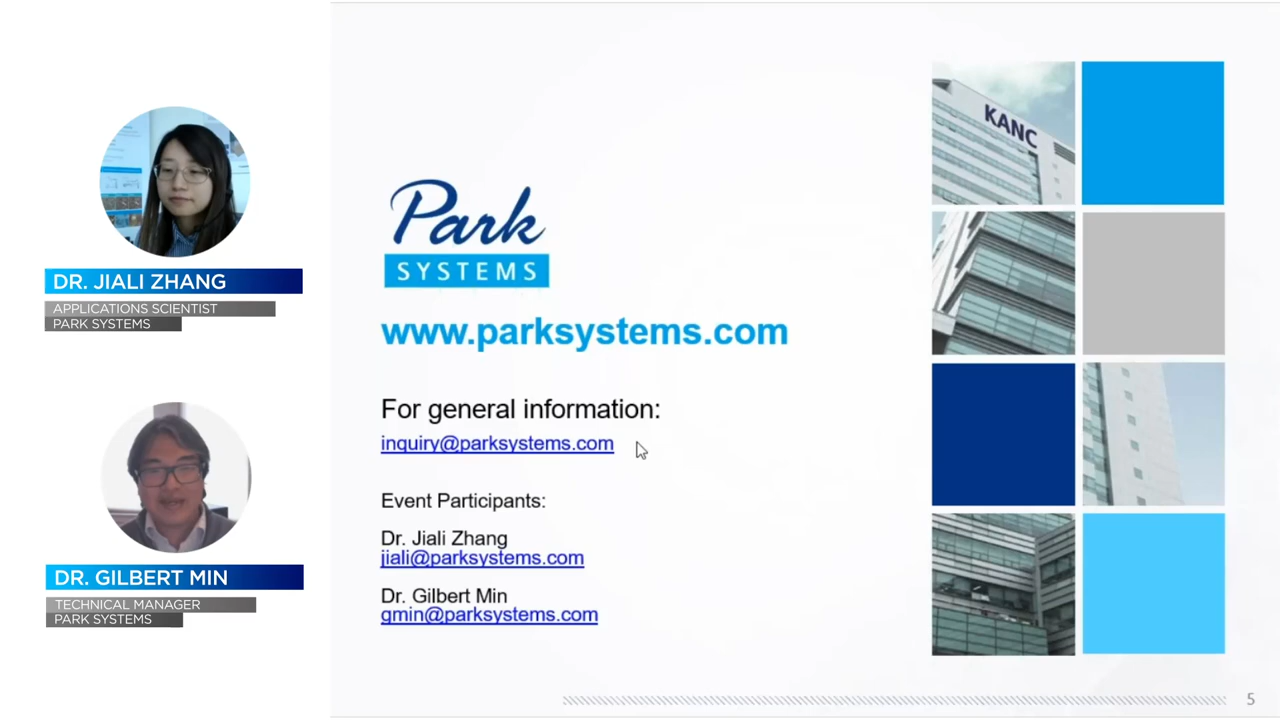 DR. JIALI ZHANG
APPLICATIONS SCIENTIST
PARK SYSTEMS
DR. GILBERT MIN
TECHNICAL MANAGER
PARK SYSTEMS
Park
SYSTEMS
www.parksystems.com
For general information:
inquiry@parksystems.com
Event Participants:
Dr. Jiali Zhang
jiali@parksystems.com
Dr. Gilbert Min
gmin@parksystems.com
KANC
5